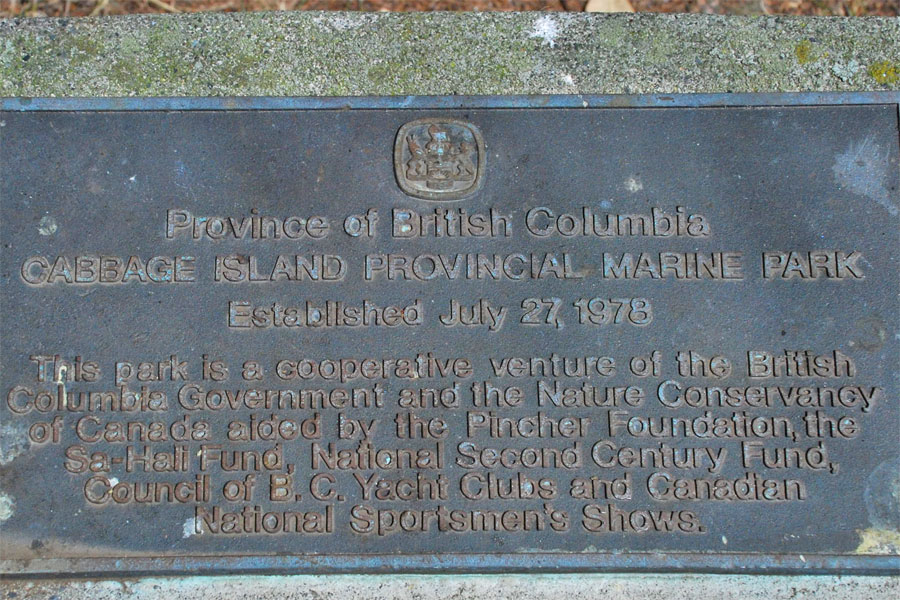 Province of British Columbia
CABBAGE ISLAND PROVINCIAL MARINE PARK
Established July 27, 1978
This park is a cooperative venture of the British
Columbia Government and the Nature Conservancy
of Canada aided by the Pincher Foundation, the
Sa-Hali Fund, National Second Century Fund,
Council of B. C. Yacht Clubs and Canadian
National Sportsmen's Shows.